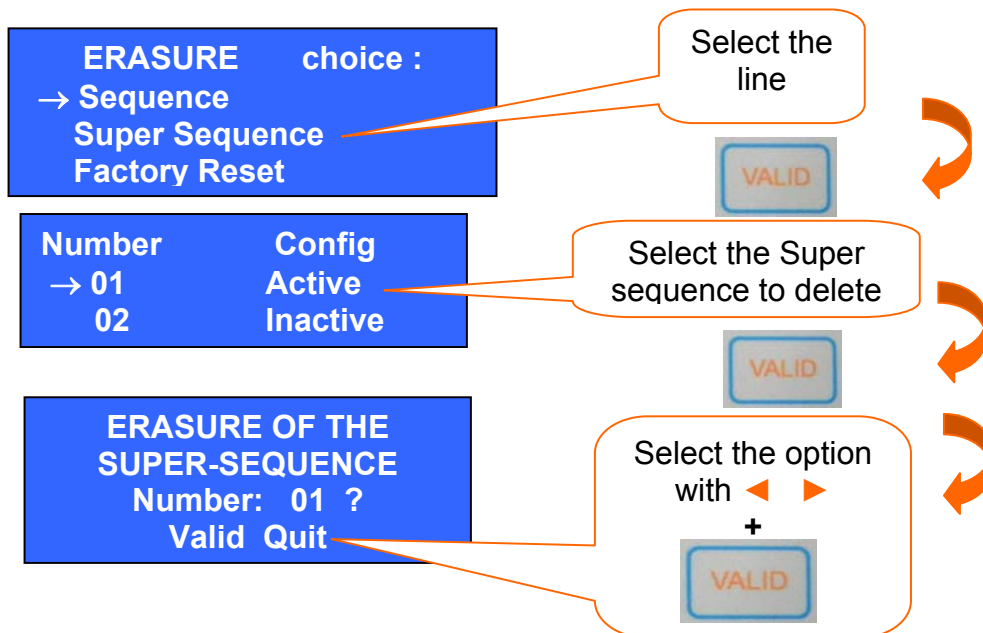 ERASURE choice :
→ Sequence
Super Sequence
Factory Reset
Select the
line
VALID
Number Config
→ 01 Active
02 Inactive
Select the Super
sequence to delete
VALID
ERASURE OF THE
SUPER-SEQUENCE
Number: 01 ?
Valid Quit
Select the option
with ◄ ►
+
VALID